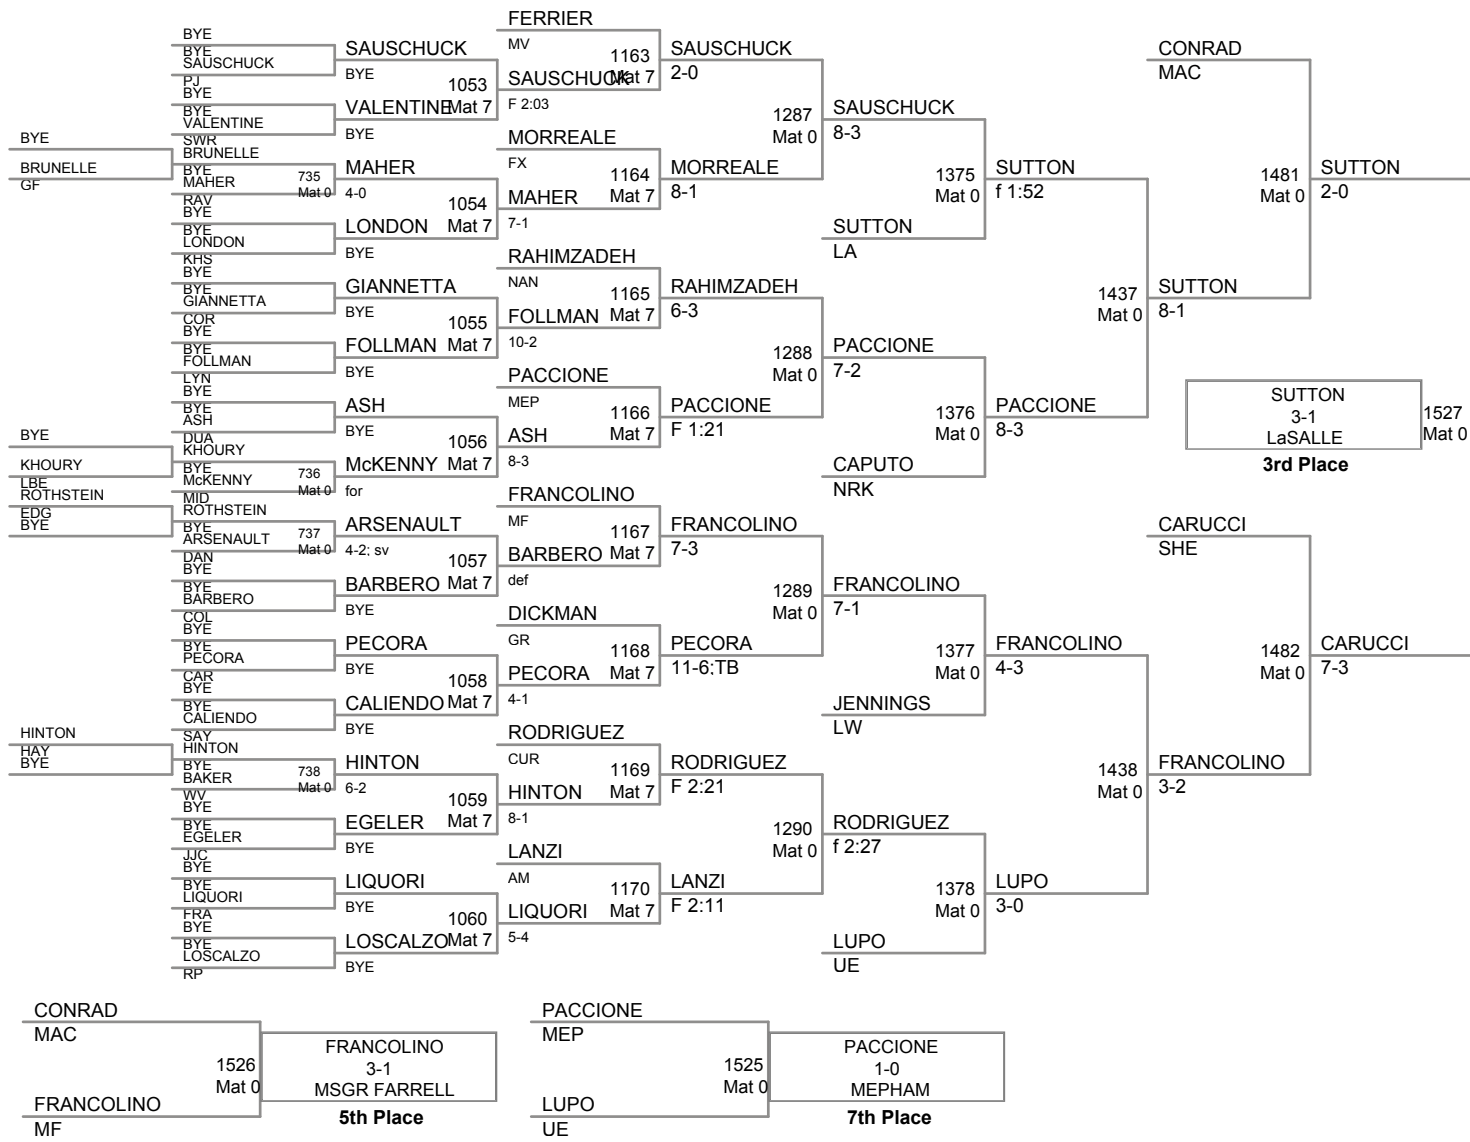 BYE
BRUNELLE
GF
BYE
KHOURY
LBE
ROTHSTEIN
EDG
BYE
HINTON
HAY
BYE
BYE
BYE
SAUSCHUCK
PJ
BYE
BYE
VALENTINE
SWR
BRUNELLE
BYE
MAHER
735
Mat 0
RAV
BYE
BYE
LONDON
KHS
BYE
BYE
GIANNETTA
COR
BYE
BYE
FOLLMAN
LYN
BYE
BYE
ASH
DUA
KHOURY
BYE
McKENNY
736
Mat 0
MID
ROTHSTEIN
BYE
ARSENAULT
737
Mat 0
DAN
BYE
BYE
BARBERO
COL
BYE
BYE
PECORA
CAR
BYE
BYE
CALIENDO
SAY
HINTON
BYE
BAKER
738
Mat 0
WV
BYE
BYE
EGELER
JJC
BYE
BYE
LIQUORI
FRA
BYE
BYE
LOSCALZO
RP
SAUSCHUCK
BYE
1053
Mat 7
VALENTINE
BYE
MAHER
4-0
1054
Mat 7
LONDON
BYE
GIANNETTA
BYE
1055
Mat 7
FOLLMAN
BYE
ASH
BYE
1056
Mat 7
McKENNY
for
ARSENAULT
4-2; sv
1057
Mat 7
BARBERO
BYE
PECORA
BYE
1058
Mat 7
CALIENDO
BYE
HINTON
6-2
1059
Mat 7
EGELER
BYE
LIQUORI
BYE
1060
Mat 7
LOSCALZO
BYE
FERRIER
MV
1163
Mat 7
SAUSCHUCK
F 2:03
MORREALE
FX
1164
Mat 7
MAHER
7-1
RAHIMZADEH
NAN
1165
Mat 7
FOLLMAN
10-2
PACCIONE
MEP
1166
Mat 7
ASH
8-3
FRANCOLINO
MF
1167
Mat 7
BARBERO
def
DICKMAN
GR
1168
Mat 7
PECORA
4-1
RODRIGUEZ
CUR
1169
Mat 7
HINTON
8-1
LANZI
AM
1170
Mat 7
LIQUORI
5-4
SAUSCHUCK
2-0
1287
Mat 0
MORREALE
8-1
RAHIMZADEH
6-3
1288
Mat 0
PACCIONE
F 1:21
FRANCOLINO
7-3
1289
Mat 0
PECORA
11-6;TB
RODRIGUEZ
F 2:21
1290
Mat 0
LANZI
F 2:11
SAUSCHUCK
8-3
1375
Mat 0
SUTTON
LA
PACCIONE
7-2
1376
Mat 0
CAPUTO
NRK
FRANCOLINO
7-1
1377
Mat 0
JENNINGS
LW
RODRIGUEZ
f 2:27
1378
Mat 0
LUPO
UE
SUTTON
f 1:52
1437
Mat 0
PACCIONE
8-3
FRANCOLINO
4-3
1438
Mat 0
LUPO
3-0
CONRAD
MAC
1481
Mat 0
SUTTON
8-1
CARUCCI
SHE
1482
Mat 0
FRANCOLINO
3-2
SUTTON
2-0
CARUCCI
7-3
SUTTON
3-1
LaSALLE
1527
Mat 0
3rd Place
CONRAD
MAC
1526
Mat 0
FRANCOLINO
MF
FRANCOLINO
3-1
MSGR FARRELL
5th Place
PACCIONE
MEP
1525
Mat 0
LUPO
UE
PACCIONE
1-0
MEPHAM
7th Place